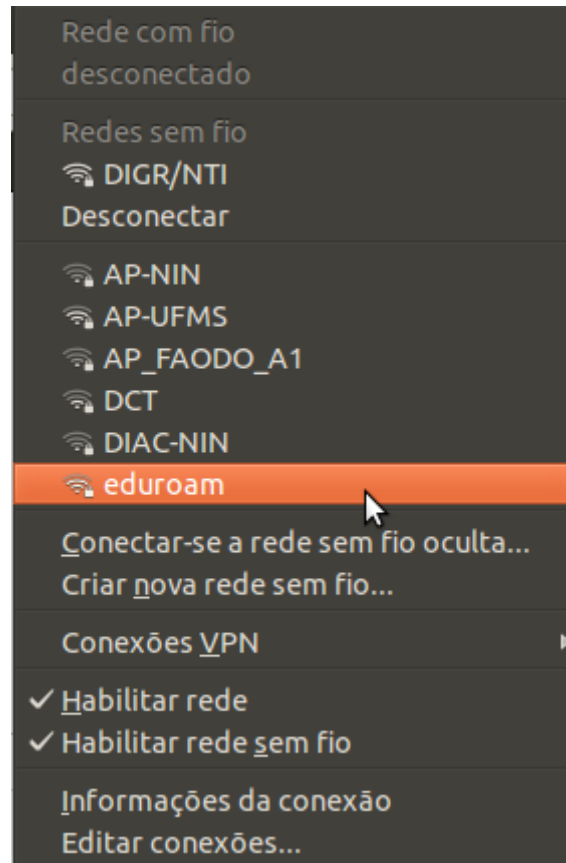 Rede com fio
desconectado
Redes sem fio
DIGR/NTI
Desconectar
AP-NIN
AP-UFMS
AP_FAODO_A1
DCT
DIAC-NIN
eduroam
Conectar-se a rede sem fio oculta...
Criar nova rede sem fio...
Conexões VPN
Habilitar rede
Habilitar rede sem fio
Informações da conexão
Editar conexões...